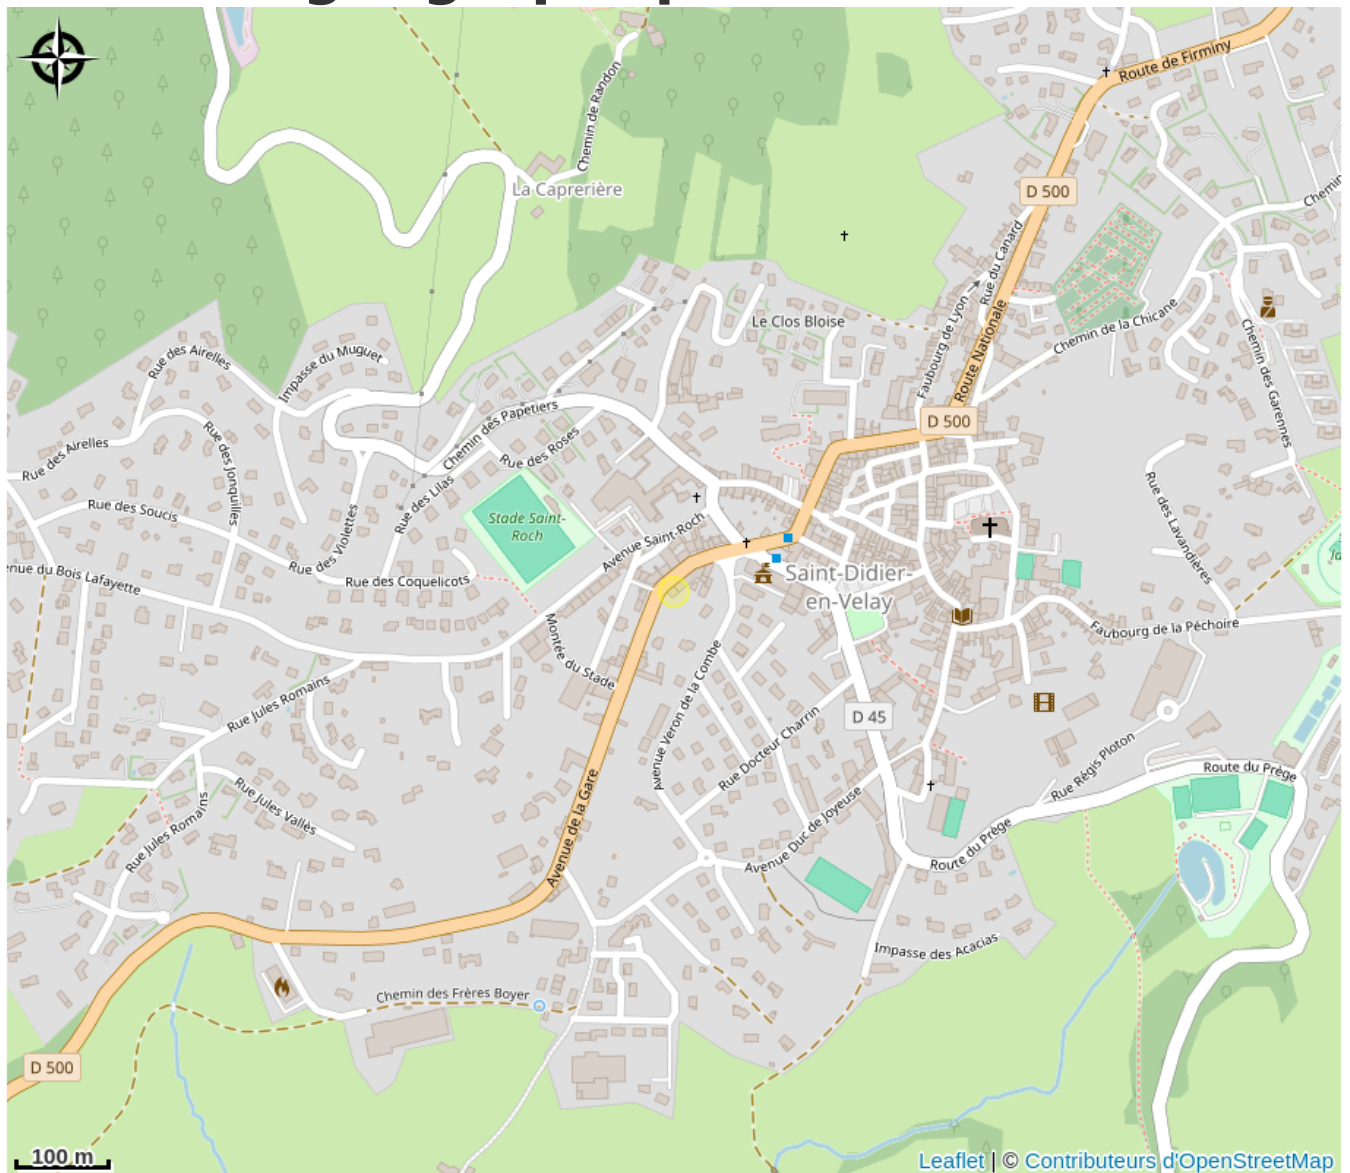 Route de Firminy
Chemin de Randon
La Caprerière
D 500
Chemin
Rue du Canard
Faubourg de Lyon
Route Nationale
Chemin de la Chicane
Chemin des Garennes
Le Clos Bloise
Rue des Airelles
Impasse du Muguet
D 500
Chemin des Papetiers
Rue des Roses
Rue des Airelles
Rue des Jonquilles
Rue des Soucis
Rue des Lilas
Rue des Violettes
Stade Saint-
Roch
Avenue Saint-Roch
Rue des Lavandières
enue du Bois Lafayette
Rue des Coquelicots
Saint-Didier-
en-Velay
Montée du Stade
Faubourg de la Péchoire
Avenue Veron de la Combe
Rue Jules Romains
D 45
Rue Docteur Charrin
Rue Régis Ploton
Route du Prège
Avenue de la Gare
Rue Jules Vallès
Rue Jules Romains
Avenue Duc de Joyeuse
Route du Prège
Impasse des Acacias
Chemin des Frères Boyer
D 500
100 m
Leaflet | © Contributeurs d'OpenStreetMap